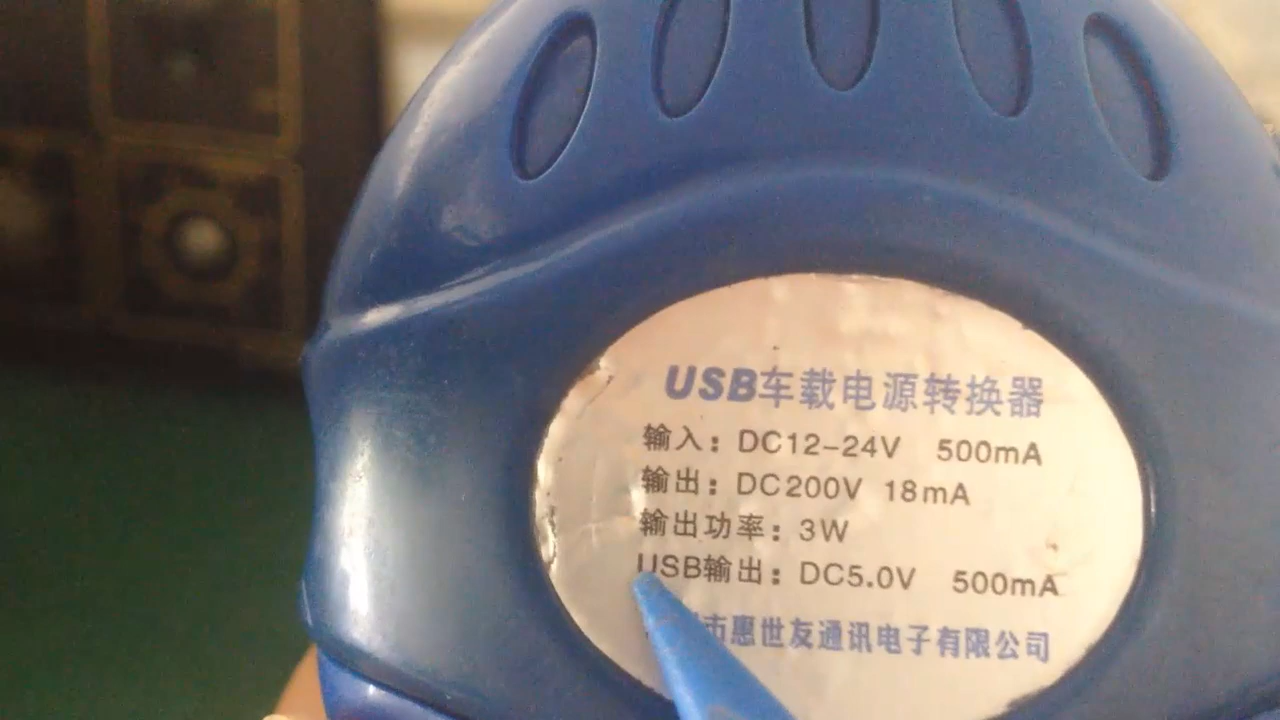 USB车载电源转换器
输入：DC12-24V 500mA
输出：DC200V 18mA
输出功率：3W
USB输出：DC5.0V 500mA
市惠世友通讯电子有限公司